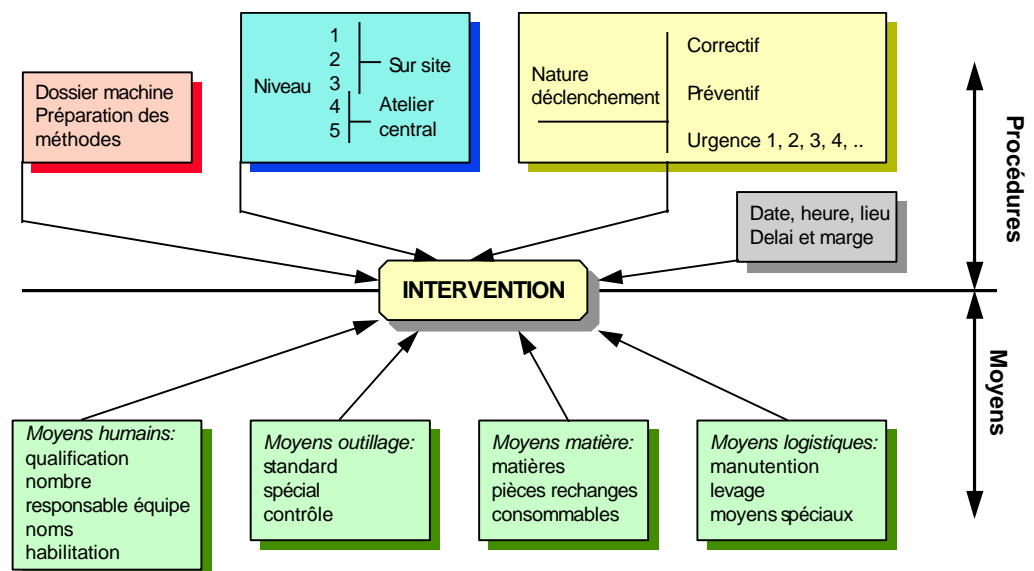 Dossier machine
Préparation des
méthodes
Niveau
1
2
3
4
5
Sur site
Atelier
central
Nature
déclenchement
Correctif
Préventif
Urgence 1, 2, 3, 4, ..
Date, heure, lieu
Delai et marge
Procédures
INTERVENTION
Moyens
Moyens humains:
qualification
nombre
responsable équipe
noms
habilitation
Moyens outillage:
standard
spécial
contrôle
Moyens matière:
matières
pièces rechanges
consommables
Moyens logistiques:
manutention
levage
moyens spéciaux